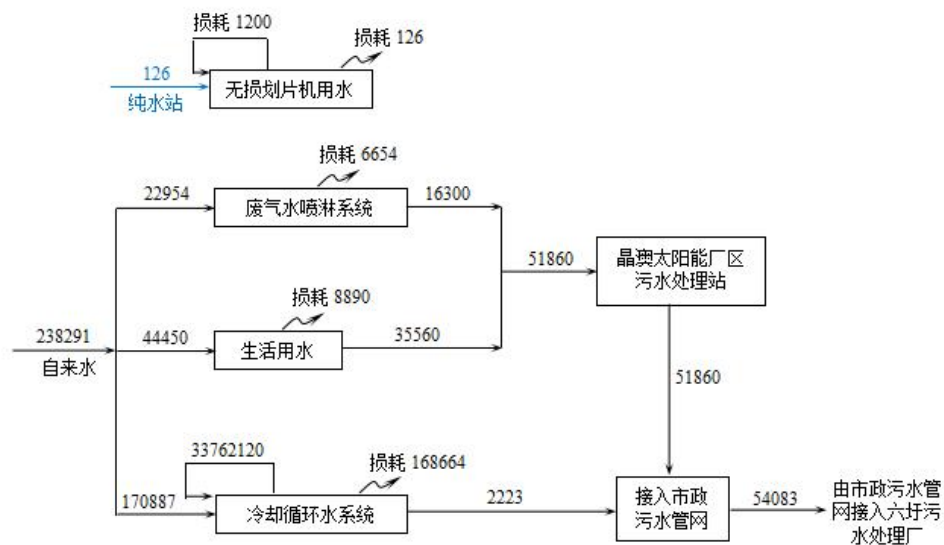 损耗 1200
损耗 126
126
纯水站
无损划片机用水
损耗 6654
22954
废气水喷淋系统
16300
51860
晶澳太阳能厂区
污水处理站
损耗 8890
238291
自来水
44450
生活用水
35560
51860
33762120
损耗 168664
170887
冷却循环水系统
2223
接入市政
污水管网
54083
由市政污水管
网接入六圩污
水处理厂